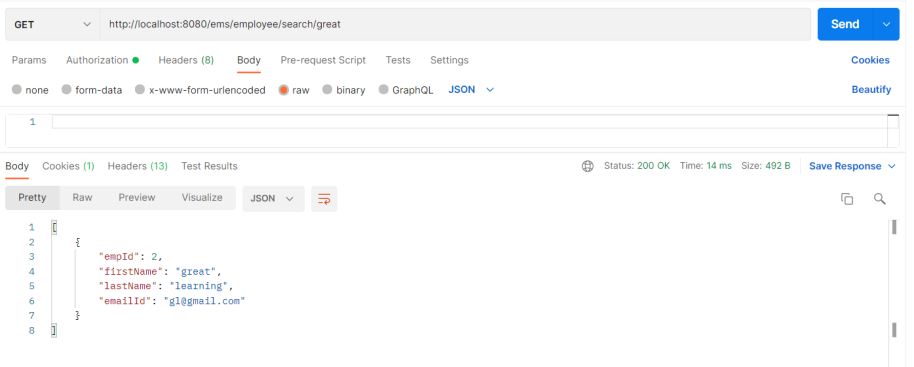 GET http://localhost:8080/ems/employee/search/great Send
Params Authorization Headers (8) Body Pre-request Script Tests Settings Cookies
none form-data x-www-form-urlencoded raw binary GraphQL JSON Beautify
1
Body Cookies (1) Headers (13) Test Results Status: 200 OK Time: 14 ms Size: 492 B Save Response
Pretty Raw Preview Visualize JSON
1 [
2 {
3 "empId": 2,
4 "firstName": "great",
5 "lastName": "learning",
6 "emailId": "gl@gmail.com"
7 }
8 ]